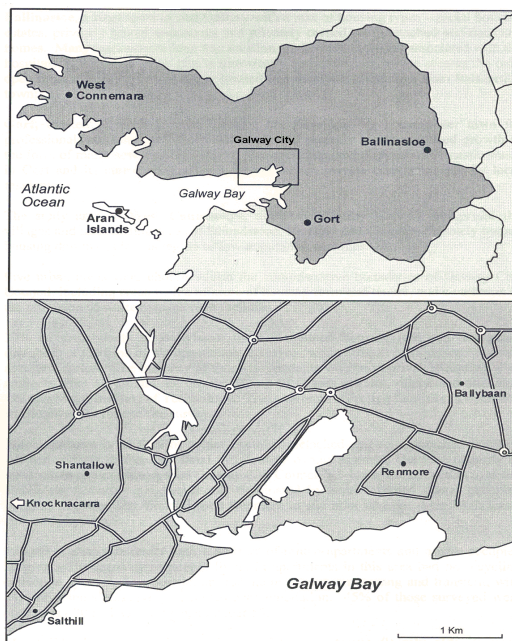 West
Connemara
Galway City
Ballinasloe
Atlantic
Ocean
Galway Bay
Aran
Islands
Gort
Ballybaan
Shantallow
Renmore
Knocknacarra
Galway Bay
Salthill
1 Km